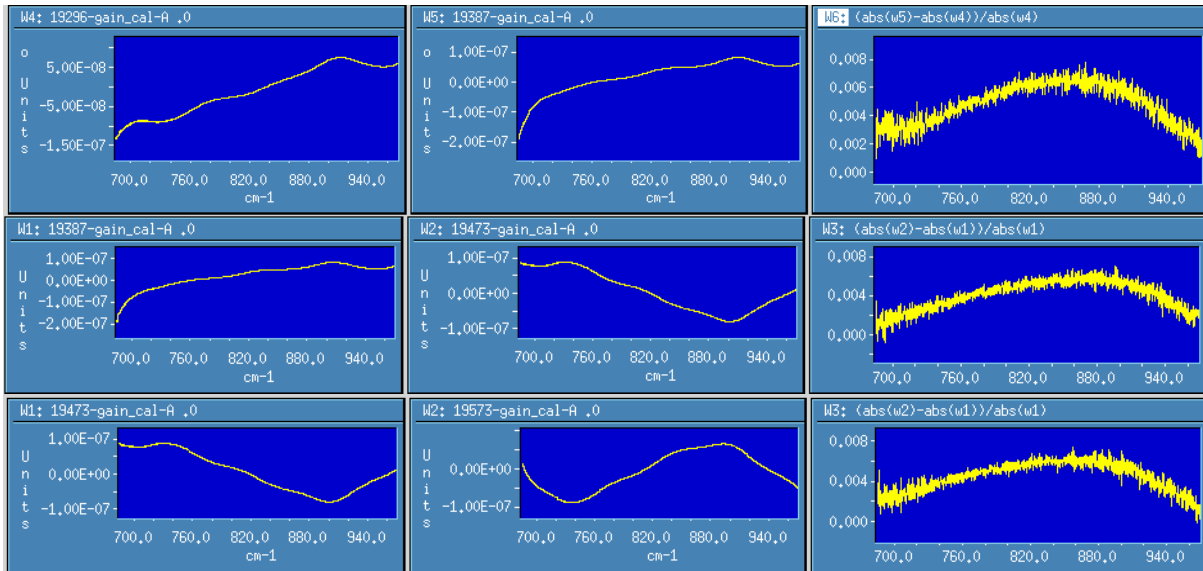 W4: 19296-gain_cal-A .0
o
U
n
i
t
s
5.00E-08
-5.00E-08
-1.50E-07
700.0 760.0 820.0 880.0 940.0
cm-1
W5: 19387-gain_cal-A .0
o
U
n
i
t
s
1.00E-07
0.00E+00
-1.00E-07
-2.00E-07
700.0 760.0 820.0 880.0 940.0
cm-1
W6: (abs(w5)-abs(w4))/abs(w4)
0.008
0.006
0.004
0.002
0.000
700.0 760.0 820.0 880.0 940.0
W1: 19387-gain_cal-A .0
U
n
i
t
s
1.00E-07
0.00E+00
-1.00E-07
-2.00E-07
700.0 760.0 820.0 880.0 940.0
cm-1
W2: 19473-gain_cal-A .0
U
n
i
t
s
1.00E-07
0.00E+00
-1.00E-07
700.0 760.0 820.0 880.0 940.0
cm-1
W3: (abs(w2)-abs(w1))/abs(w1)
0.008
0.004
0.000
700.0 760.0 820.0 880.0 940.0
W1: 19473-gain_cal-A .0
U
n
i
t
s
1.00E-07
0.00E+00
-1.00E-07
700.0 760.0 820.0 880.0 940.0
cm-1
W2: 19573-gain_cal-A .0
U
n
i
t
s
0.00E+00
-1.00E-07
700.0 760.0 820.0 880.0 940.0
cm-1
W3: (abs(w2)-abs(w1))/abs(w1)
0.008
0.004
0.000
700.0 760.0 820.0 880.0 940.0